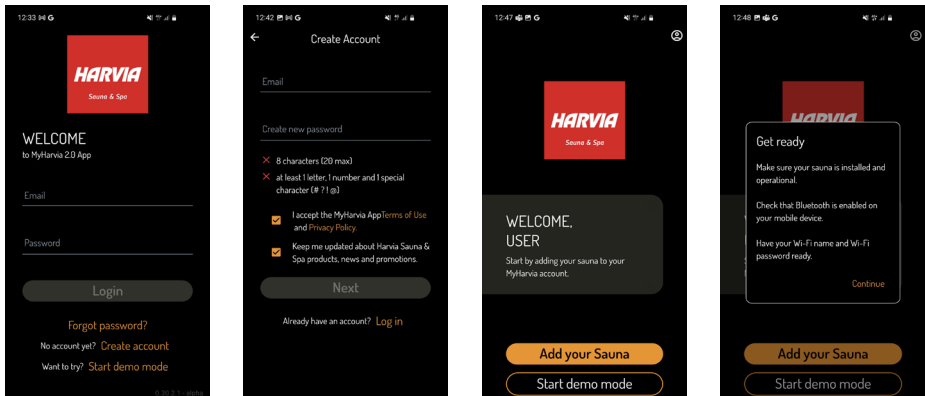 12:33 G
HARVIA
Sauna & Spa
WELCOME
to MyHarvia 2.0 App
Email
Password
Login
Forgot password?
No account yet? Create account
Want to try? Start demo mode
0.30.2.1 - alpha
12:42 G
Create Account
Email
Create new password
8 characters (20 max)
at least 1 letter, 1 number and 1 special
character (# ? ! @)
I accept the MyHarvia AppTerms of Use
and Privacy Policy.
Keep me updated about Harvia Sauna &
Spa products, news and promotions.
Next
Already have an account? Log in
12:47 G
HARVIA
Sauna & Spa
WELCOME,
USER
Start by adding your sauna to your
MyHarvia account.
Add your Sauna
Start demo mode
12:48 G
HARVIA
Get ready
Make sure your sauna is installed and
operational.
Check that Bluetooth is enabled on
your mobile device.
Have your Wi-Fi name and Wi-Fi
password ready.
Continue
Add your Sauna
Start demo mode